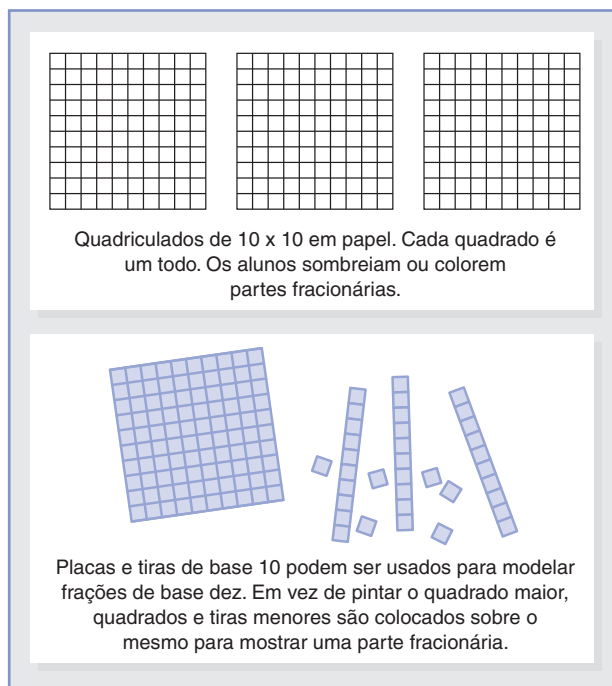 Quadriculados de 10 x 10 em papel. Cada quadrado é
um todo. Os alunos sombreiam ou colorem
partes fracionárias.
Placas e tiras de base 10 podem ser usados para modelar
frações de base dez. Em vez de pintar o quadrado maior,
quadrados e tiras menores são colocados sobre o
mesmo para mostrar uma parte fracionária.